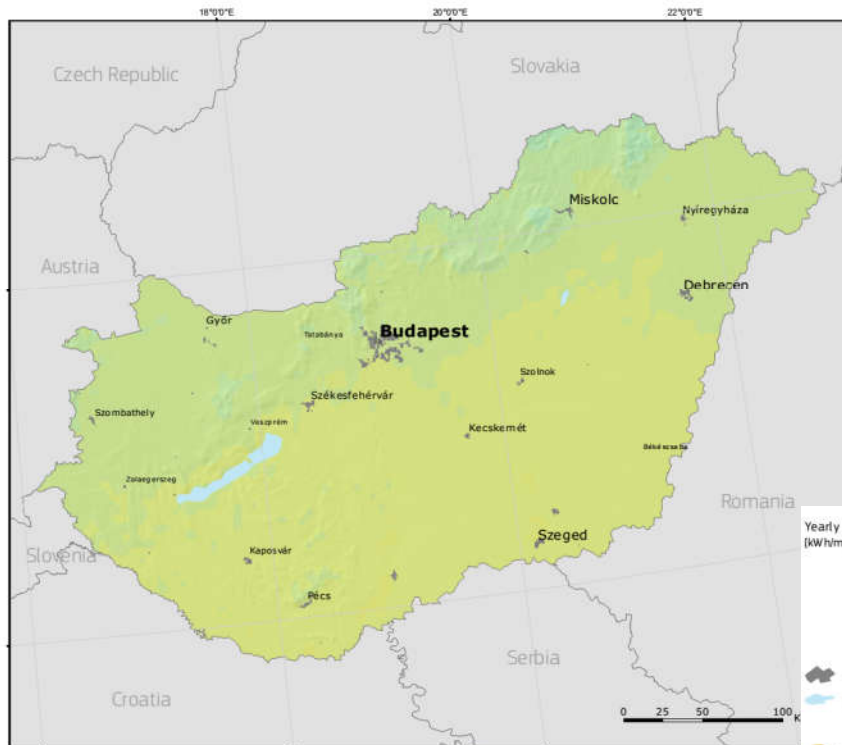 18°0'0"E
20°0'0"E
22°0'0"E
Czech Republic
Slovakia
Miskolc
Nyíregyháza
Austria
Debrecen
Győr
Tatabánya
Budapest
Szolnok
Székesfehérvár
Szombathely
Veszprém
Kecskemét
Békéscsaba
Zalaegerszeg
Romania
Szeged
Yearly
[kWh/m
Slovenia
Kaposvár
Pécs
Serbia
Croatia
0 25 50 100 K